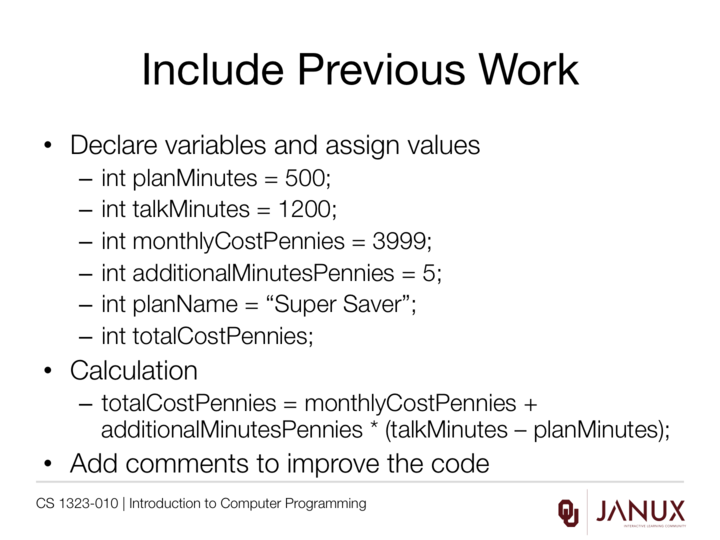 Include Previous Work
• Declare variables and assign values
– int planMinutes = 500;
– int talkMinutes = 1200;
– int monthlyCostPennies = 3999;
– int additionalMinutesPennies = 5;
– int planName = “Super Saver”;
– int totalCostPennies;
• Calculation
– totalCostPennies = monthlyCostPennies +
additionalMinutesPennies * (talkMinutes – planMinutes);
• Add comments to improve the code
CS 1323-010 | Introduction to Computer Programming
OU JANUX
INTERACTIVE LEARNING COMMUNITY